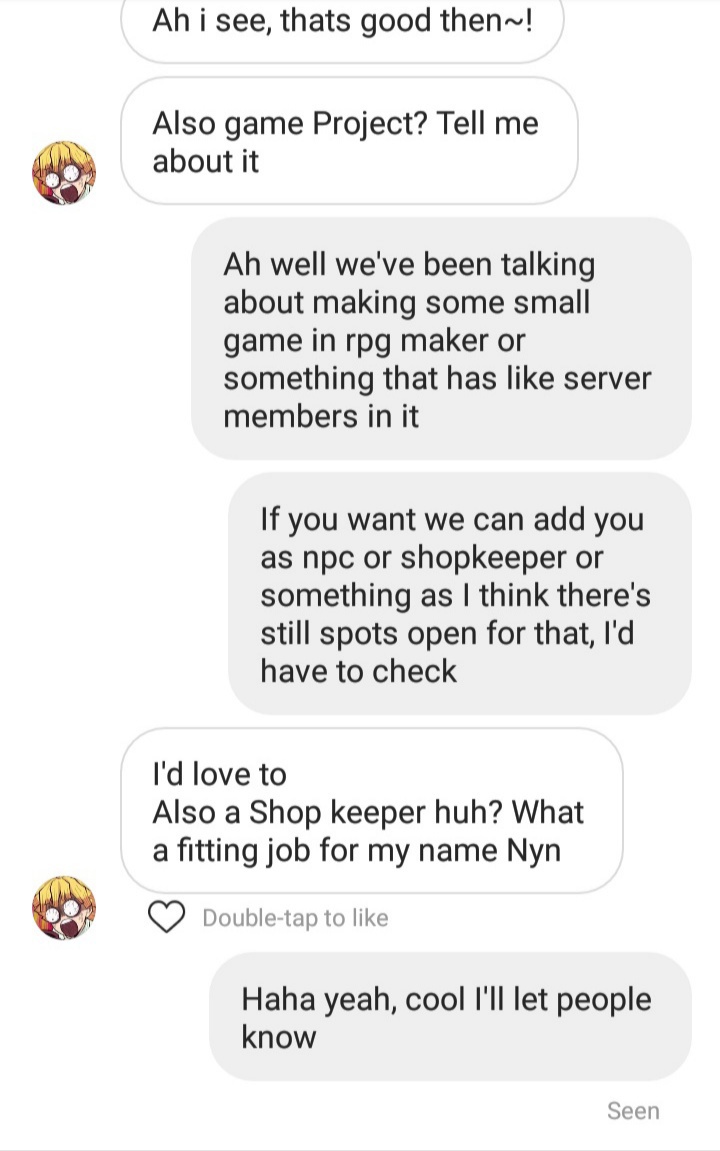 Ah i see, thats good then~!
Also game Project? Tell me
about it
Ah well we've been talking
about making some small
game in rpg maker or
something that has like server
members in it
If you want we can add you
as npc or shopkeeper or
something as I think there's
still spots open for that, I'd
have to check
I'd love to
Also a Shop keeper huh? What
a fitting job for my name Nyn
Double-tap to like
Haha yeah, cool I'll let people
know
Seen